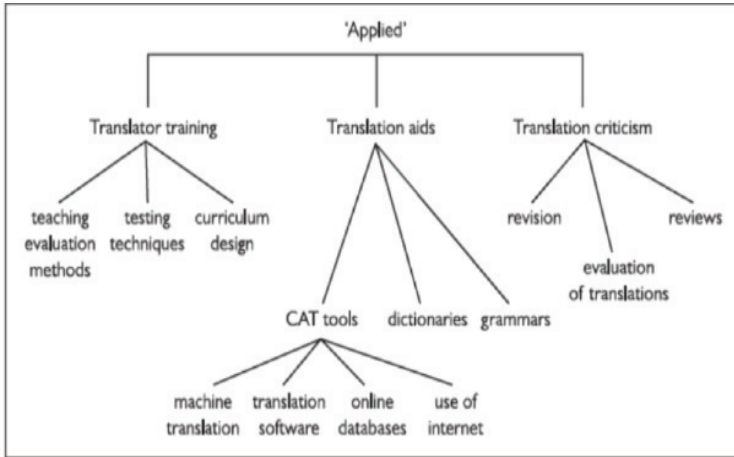 'Applied'
Translator training
Translation aids
Translation criticism
teaching
evaluation
methods
testing
techniques
curriculum
design
revision
evaluation
of translations
reviews
CAT tools
dictionaries
grammars
machine
translation
translation
software
online
databases
use of
internet